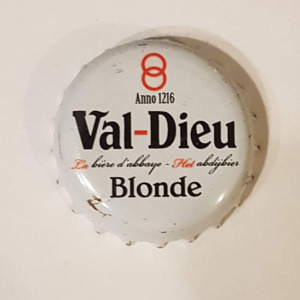 Anno 1216
Val-Dieu
La bière d'abbaye - Het abdijbier
Blonde